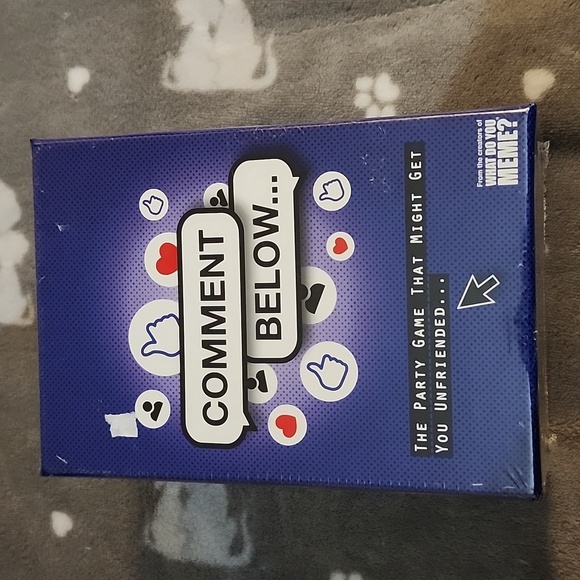 COMMENT
BELOW...
The Party Game That Might Get
You Unfriended...
From the creators of
WHAT DO YOU
MEME?